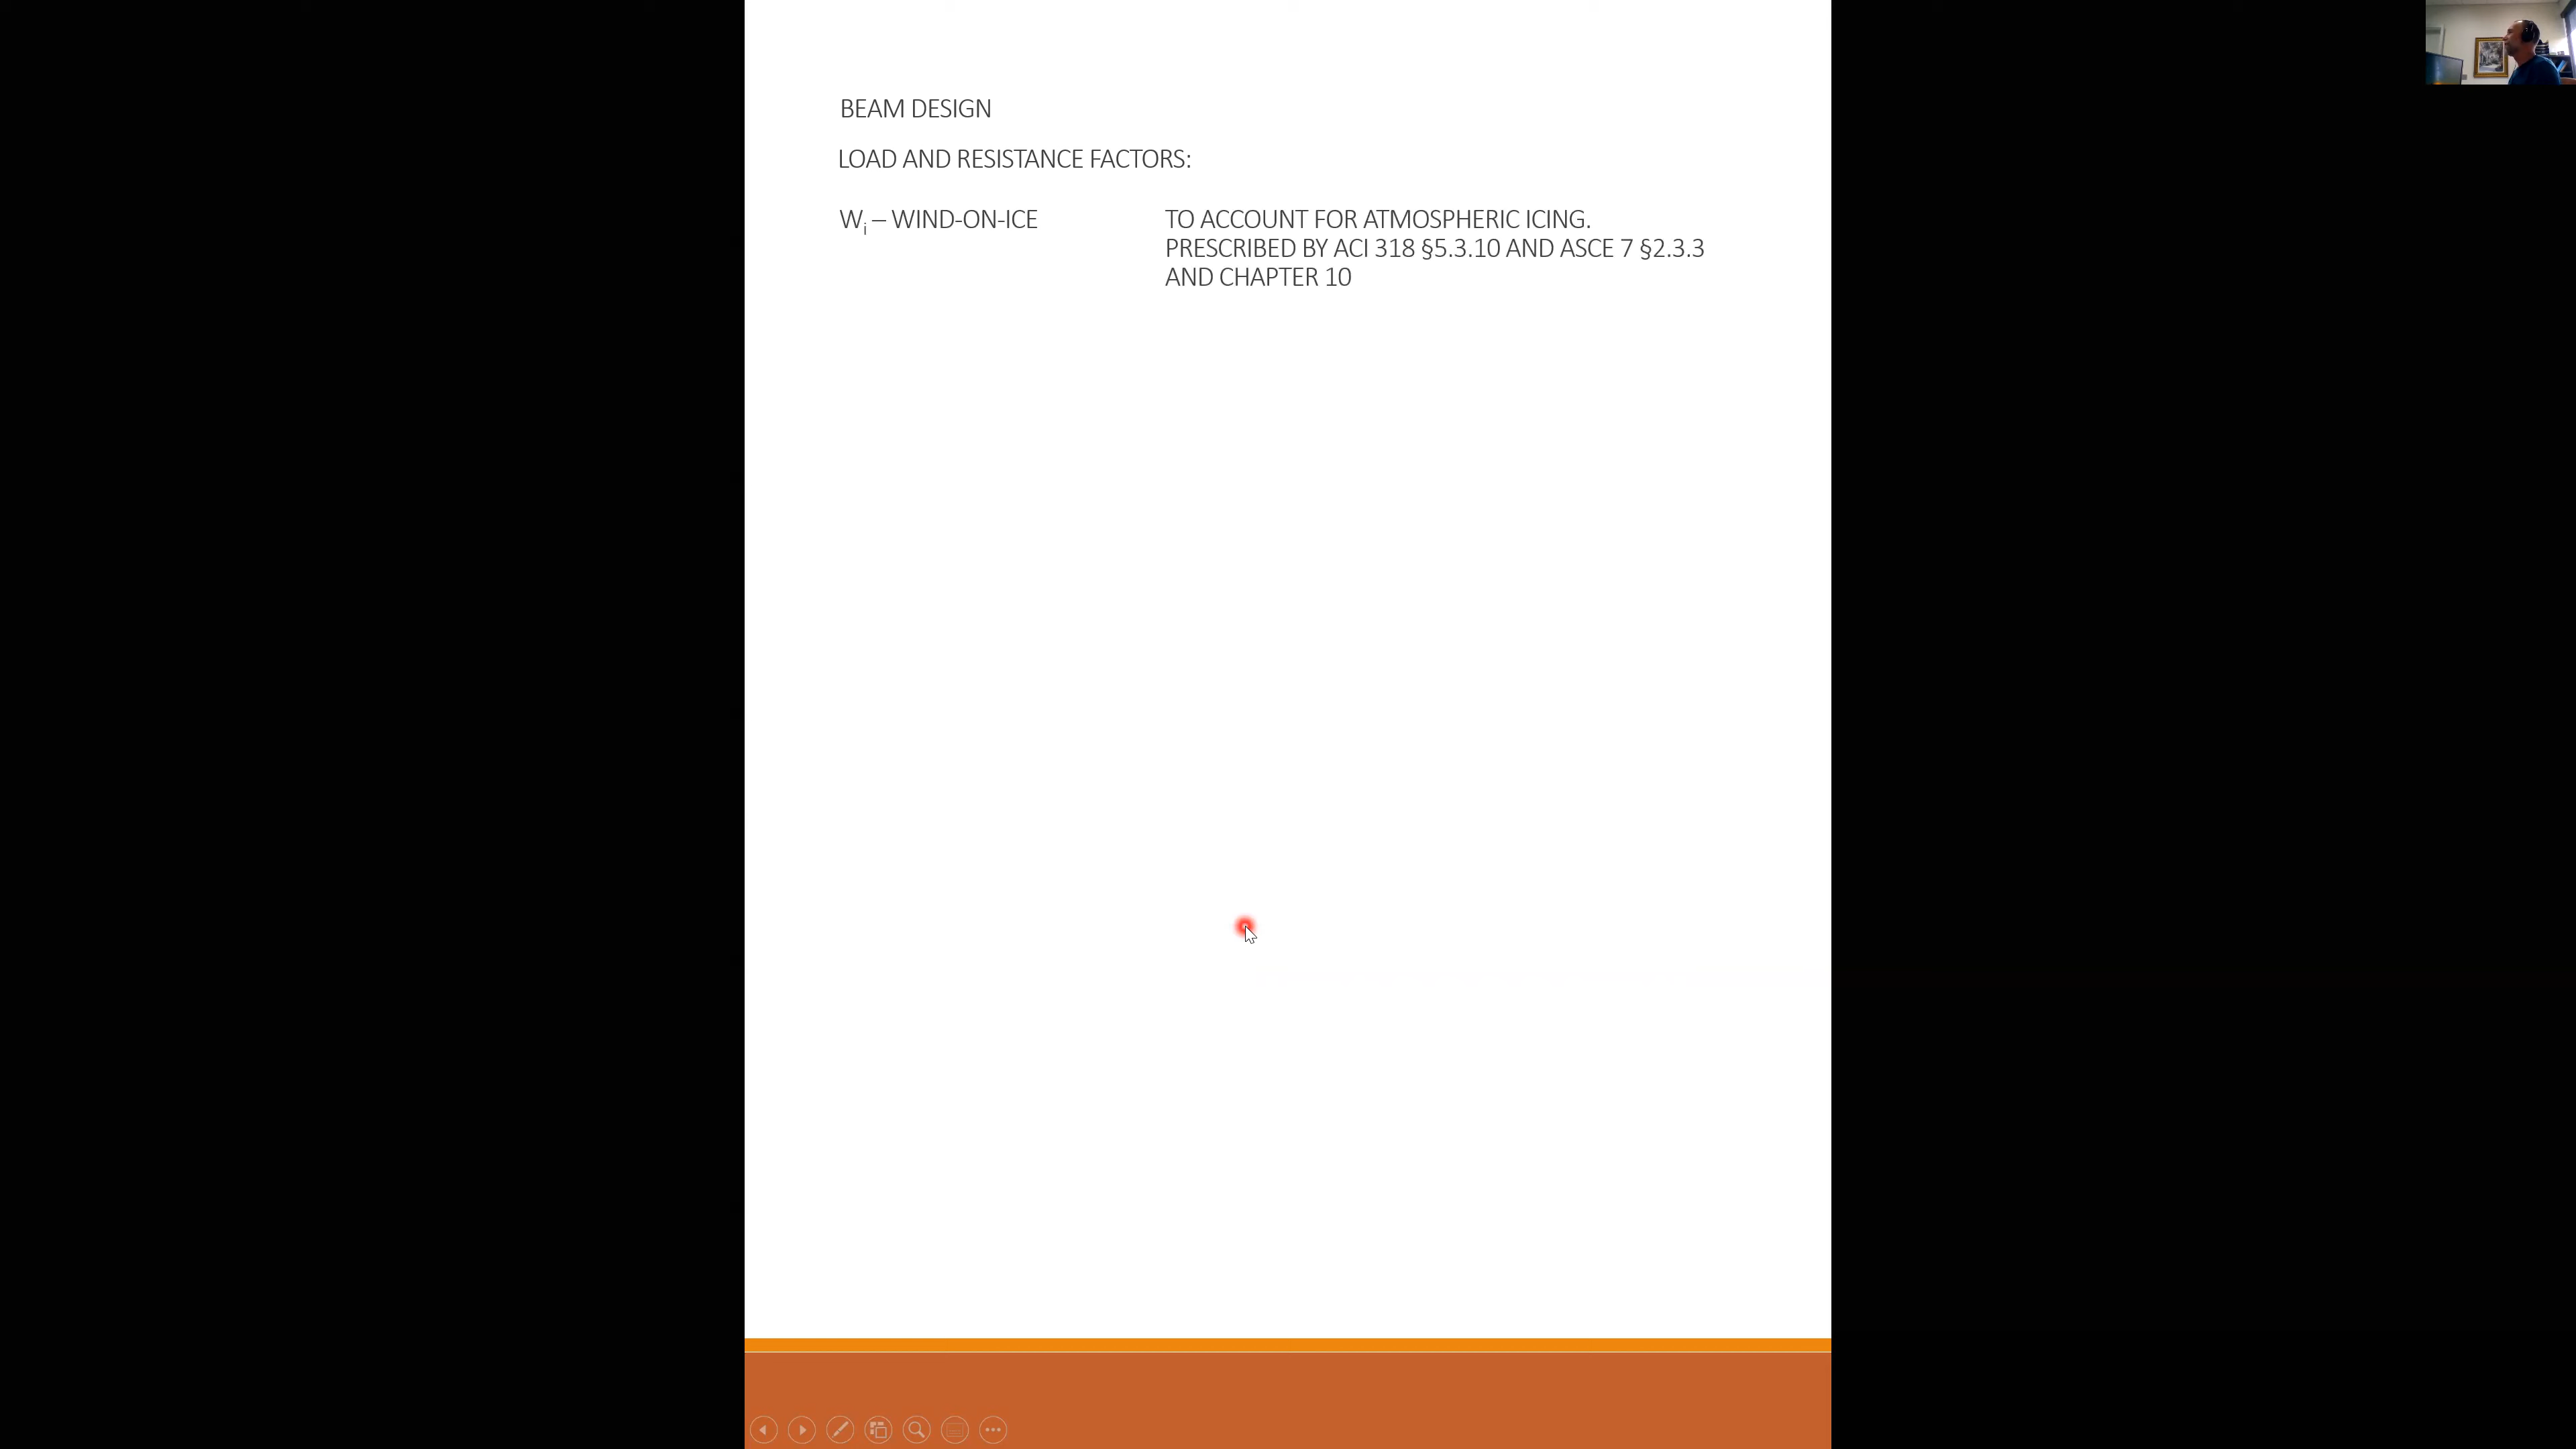 BEAM DESIGN
LOAD AND RESISTANCE FACTORS:
Wi – WIND-ON-ICE
TO ACCOUNT FOR ATMOSPHERIC ICING.
PRESCRIBED BY ACI 318 §5.3.10 AND ASCE 7 §2.3.3
AND CHAPTER 10